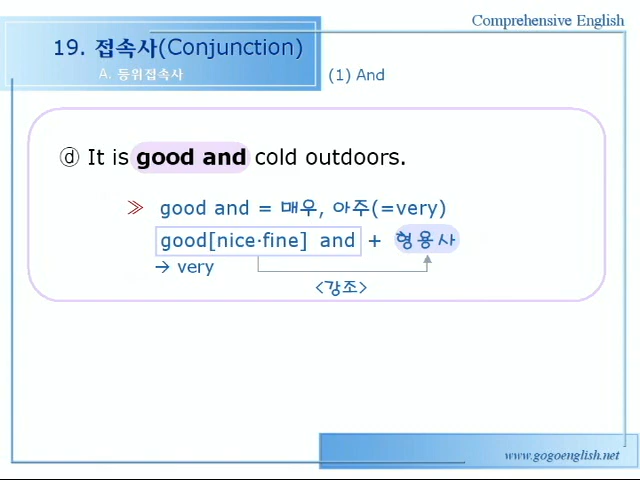 Comprehensive English
19. 접속사(Conjunction)
A. 등위접속사
(1) And
ⓓ It is good and cold outdoors.
≫ good and = 매우, 아주(=very)
good[nice·fine] and + 형용사
→ very
<강조>
www.gogoenglish.net